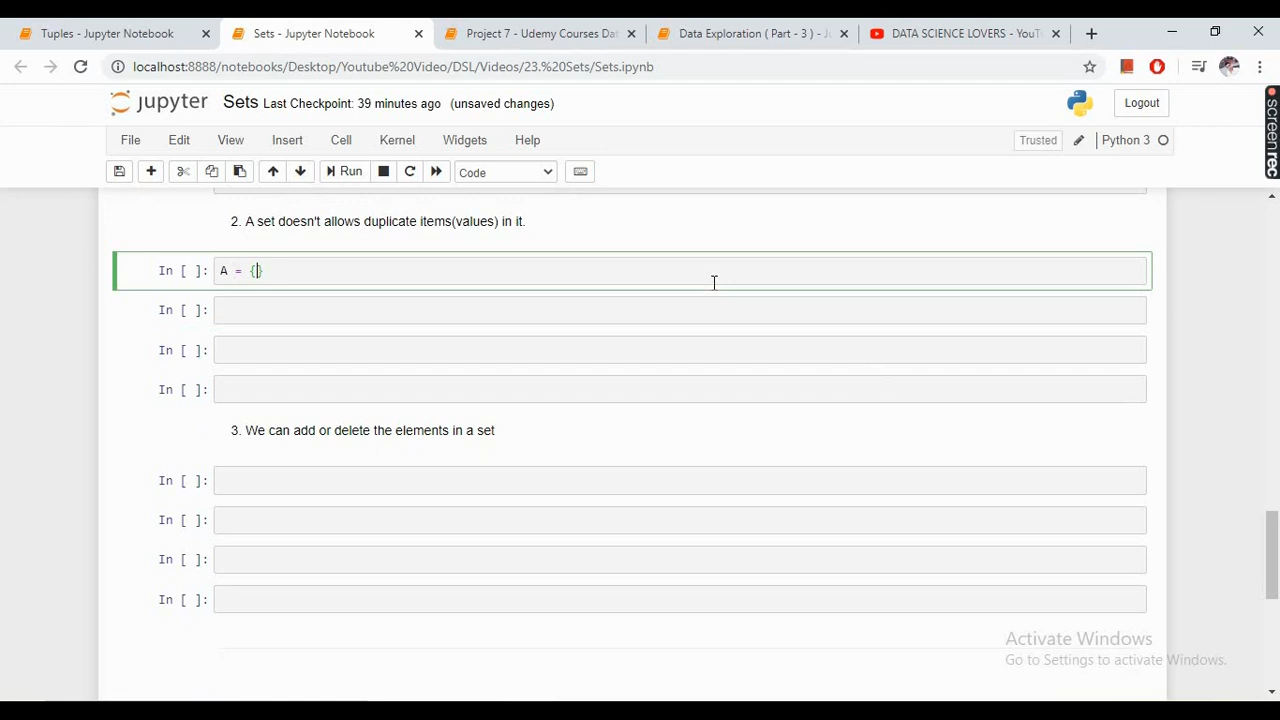 Tuples - Jupyter Notebook
Sets - Jupyter Notebook
Project 7 - Udemy Courses Dat
Data Exploration ( Part - 3 ) - Ju
DATA SCIENCE LOVERS - YouT
localhost:8888/notebooks/Desktop/Youtube%20Video/DSL/Videos/23.%20Sets/Sets.ipynb
jupyter Sets Last Checkpoint: 39 minutes ago (unsaved changes)
Logout
File Edit View Insert Cell Kernel Widgets Help
Trusted Python 3
Run Code
screenrec
2. A set doesn't allows duplicate items(values) in it.
In [ ]: A = {}
In [ ]:
In [ ]:
In [ ]:
3. We can add or delete the elements in a set
In [ ]:
In [ ]:
In [ ]:
In [ ]:
Activate Windows
Go to Settings to activate Windows.